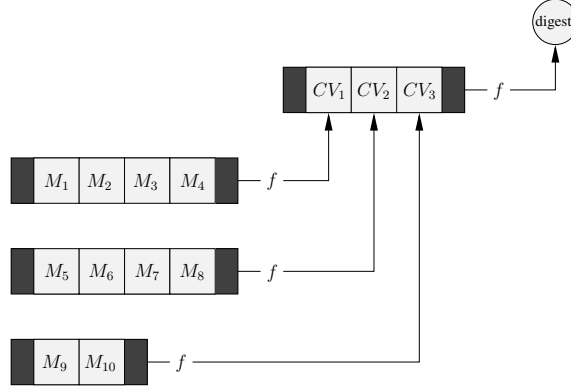 digest
CV₁ CV₂ CV₃ f
M₁ M₂ M₃ M₄ f
M₅ M₆ M₇ M₈ f
M₉ M₁₀ f